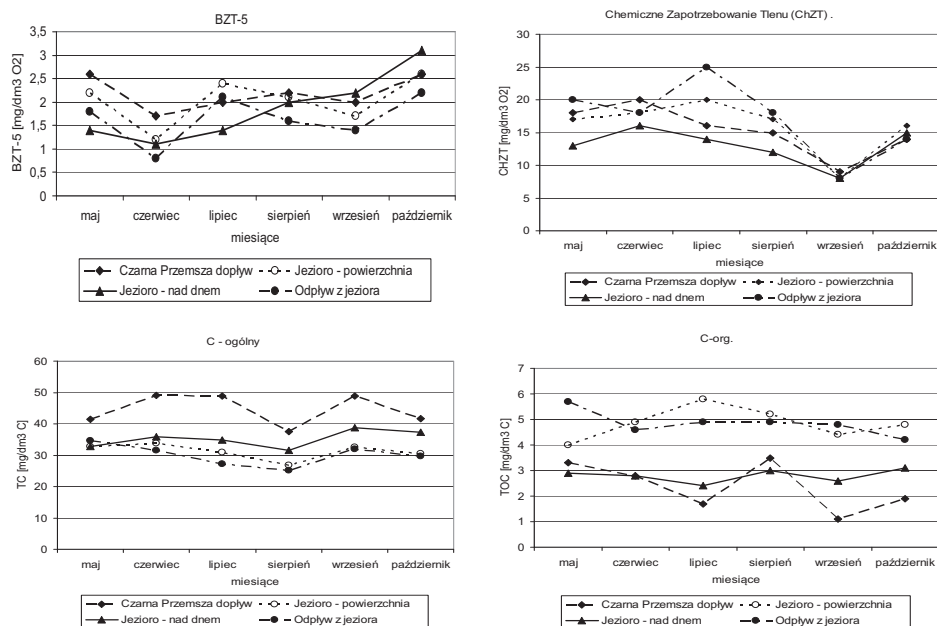 BZT-5
BZT-5 [mg/dm3 O2]
3,5
3
2,5
2
1,5
1
0,5
0
maj czerwiec lipiec sierpień wrzesień październik
miesiące
Czarna Przemsza dopływ Jezioro - powierzchnia
Jezioro - nad dnem Odpływ z jeziora
Chemiczne Zapotrzebowanie Tlenu (ChZT) .
CHZT [mg/dm3 O2]
30
25
20
15
10
5
0
maj czerwiec lipiec sierpień wrzesień październik
miesiące
Czarna Przemsza dopływ Jezioro - powierzchnia
Jezioro - nad dnem Odpływ z jeziora
C - ogólny
TC [mg/dm3 C]
60
50
40
30
20
10
0
maj czerwiec lipiec sierpień wrzesień październik
miesiące
Czarna Przemsza dopływ Jezioro - powierzchnia
Jezioro - nad dnem Odpływ z jeziora
C-org.
TOC [mg/dm3 C]
7
6
5
4
3
2
1
0
maj czerwiec lipiec sierpień wrzesień październik
miesiące
Czarna Przemsza dopływ Jezioro - powierzchnia
Jezioro - nad dnem Odpływ z jeziora